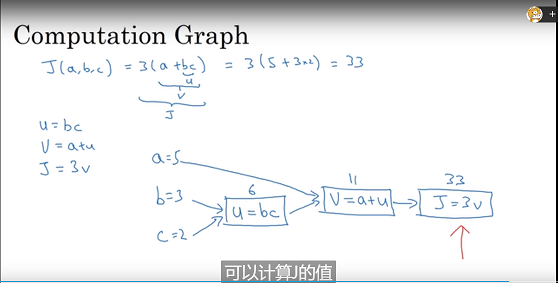 Computation Graph
J(a,b,c) = 3(a+bc) = 3(5+3×2) = 33
u
v
J
u=bc
V=a+u
J=3v
a=5
11
33
6
b=3
u=bc
V=a+u
J=3v
c=2
可以计算J的值